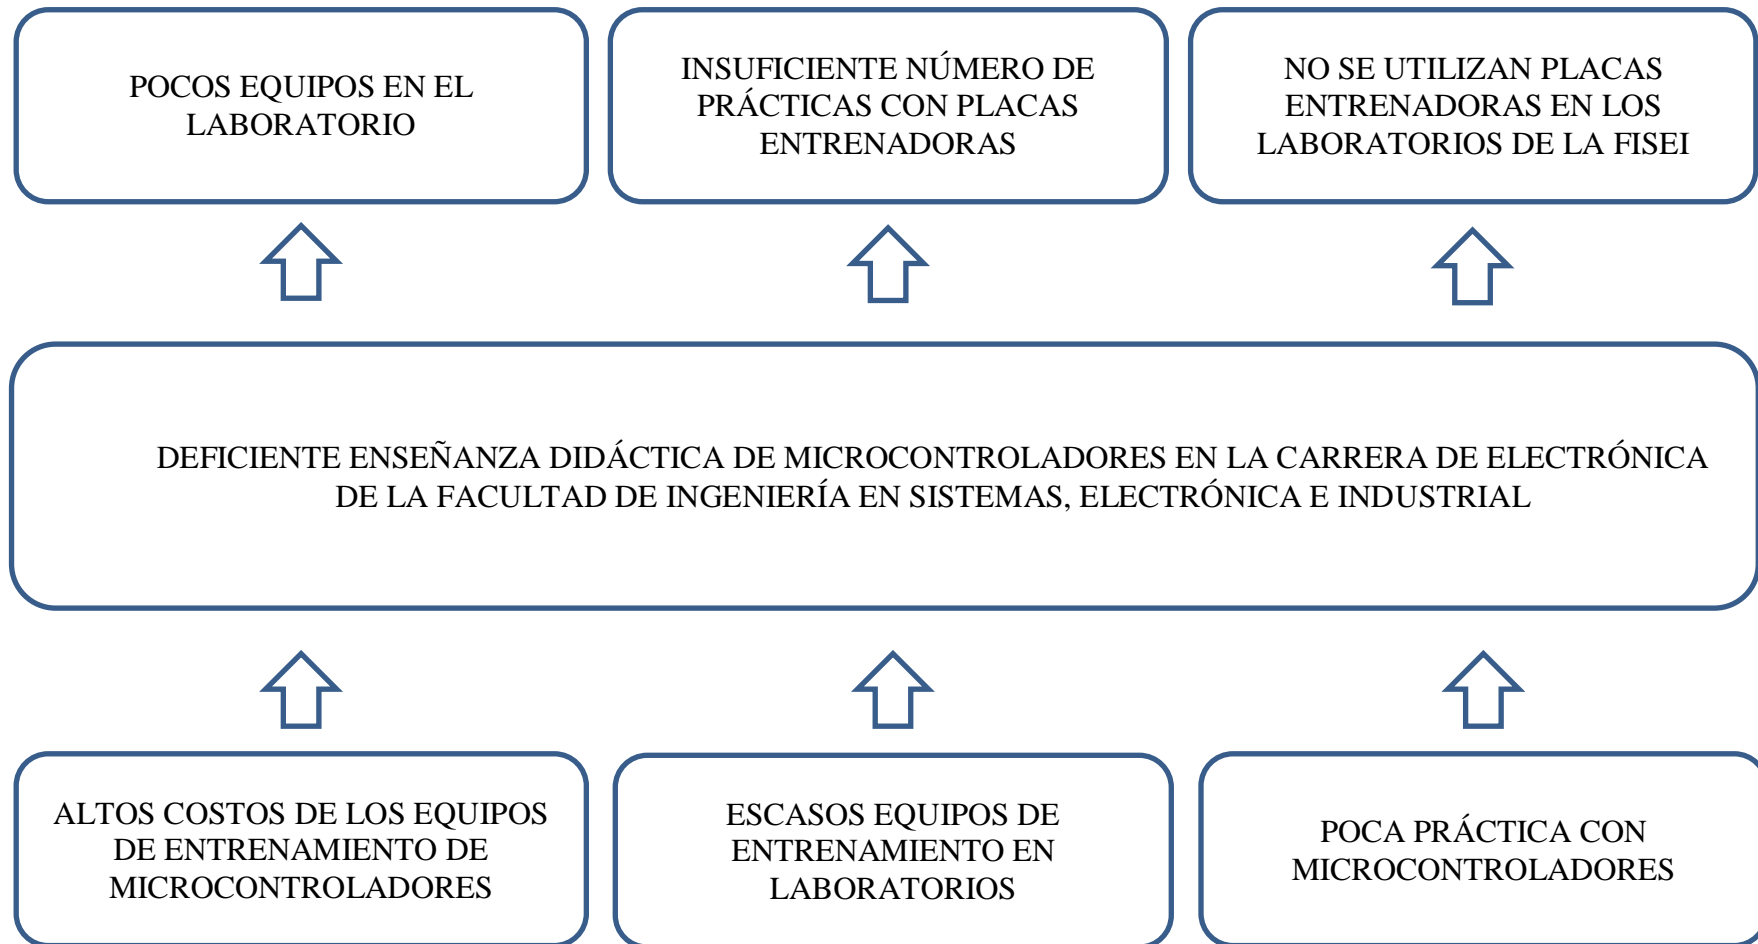 POCOS EQUIPOS EN EL
LABORATORIO
INSUFICIENTE NÚMERO DE
PRÁCTICAS CON PLACAS
ENTRENADORAS
NO SE UTILIZAN PLACAS
ENTRENADORAS EN LOS
LABORATORIOS DE LA FISEI
DEFICIENTE ENSEÑANZA DIDÁCTICA DE MICROCONTROLADORES EN LA CARRERA DE ELECTRÓNICA
DE LA FACULTAD DE INGENIERÍA EN SISTEMAS, ELECTRÓNICA E INDUSTRIAL
ALTOS COSTOS DE LOS EQUIPOS
DE ENTRENAMIENTO DE
MICROCONTROLADORES
ESCASOS EQUIPOS DE
ENTRENAMIENTO EN
LABORATORIOS
POCA PRÁCTICA CON
MICROCONTROLADORES